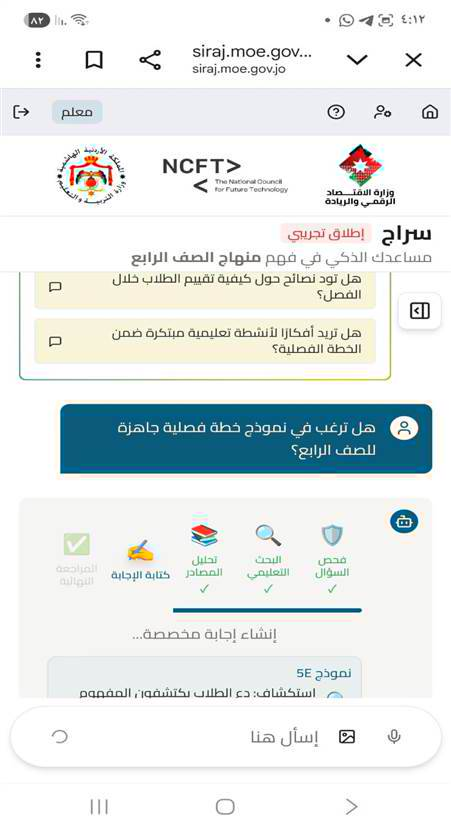 ٤:١٢
٨٢
siraj.moe.gov...
siraj.moe.gov.jo
معلم
المملكة الأردنية الهاشمية
وزارة التربية والتعليم
NCFT
The National Council
for Future Technology
وزارة الاقتصاد
الرقمي والريادة
سراج
إطلاق تجريبي
مساعدك الذكي في فهم منهاج الصف الرابع
هل تود نصائح حول كيفية تقييم الطلاب خلال
الفصل؟
هل تريد أفكارًا لأنشطة تعليمية مبتكرة ضمن
الخطة الفصلية؟
هل ترغب في نموذج خطة فصلية جاهزة
للصف الرابع؟
فحص
السؤال
البحث
التعليمي
تحليل
المصادر
كتابة الإجابة
المراجعة
النهائية
إنشاء إجابة مخصصة...
نموذج 5E
استكشاف: دع الطلاب يكتشفون المفهوم
إسأل هنا